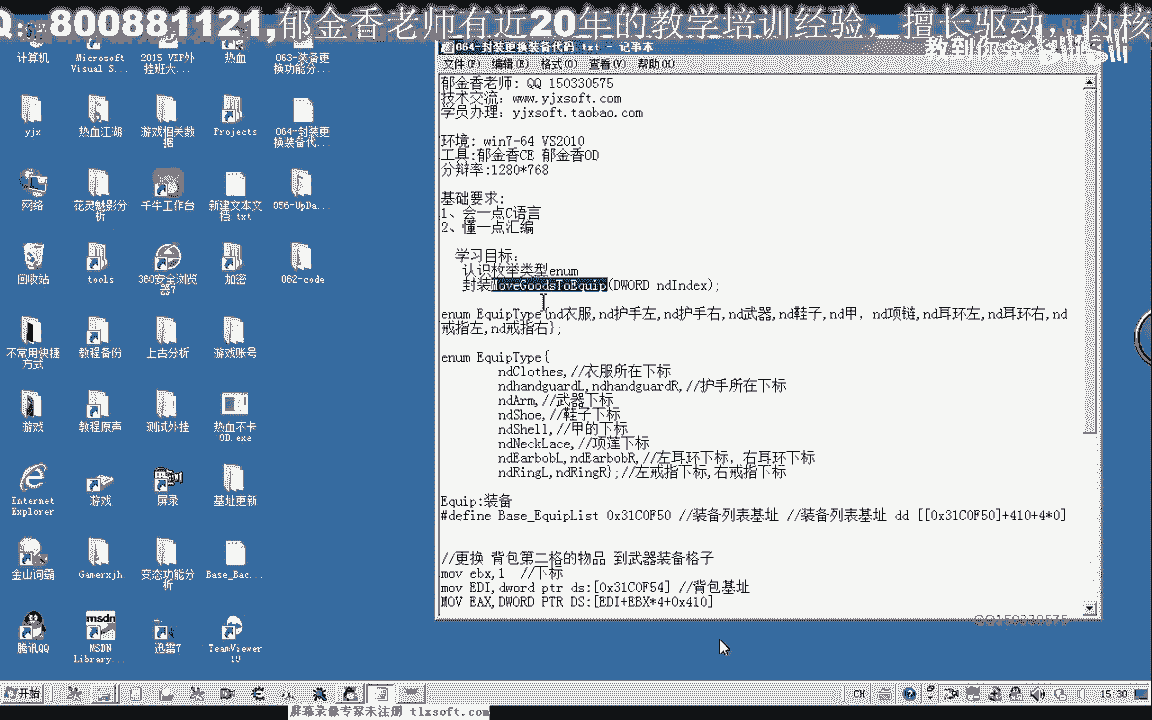 Q: 800881121,郁金香老师有近20年的教学培训经验,擅长驱动,内核
教到你会
计算机
Microsoft Visual S...
2015 VIP外挂班大...
热血
063-装备更换功能分...
064-封装更换装备代码.txt - 记事本
文件(F) 编辑(E) 格式(O) 查看(V) 帮助(H)
yjx
热血江湖
游戏相关数据
Projects
064-封装更换装备代...
网络
花灵魅影分析
千牛工作台
新建文本文档.txt
056-UpDa...
回收站
tools
360安全浏览器7
加密
062-code
不常用快捷方式
教程备份
上古分析
游戏账号
游戏
教程原声
测试外挂
热血不卡OD.exe
Internet Explorer
游戏
屏录
基址更新
金山词霸
Gamerxjh
变态功能分析
Base_Bac...
腾讯QQ
MSDN Library...
迅雷7
TeamViewer 10
郁金香老师: QQ 150330575
技术交流: www.yjxsoft.com
学员办理: yjxsoft.taobao.com
环境: win7-64 VS2010
工具:郁金香CE 郁金香OD
分辩率:1280*768
基础要求:
1、会一点C语言
2、懂一点汇编
学习目标:
认识枚举类型enum
封装MoveGoodsToEquip(DWORD ndIndex);
enum EquipType{nd衣服,nd护手左,nd护手右,nd武器,nd鞋子,nd甲，nd项链,nd耳环左,nd耳环右,nd
戒指左,nd戒指右};
enum EquipType{
ndClothes,//衣服所在下标
ndhandguardL,ndhandguardR,//护手所在下标
ndArm,//武器下标
ndShoe,//鞋子下标
ndShell,//甲的下标
ndNeckLace,//项莲下标
ndEarbobL,ndEarbobR,//左耳环下标，右耳环下标
ndRingL,ndRingR};//左戒指下标,右戒指下标
Equip:装备
#define Base_EquipList 0x31C0F50 //装备列表基址 //装备列表基址 dd [[0x31C0F50]+410+4*0]
//更换 背包第二格的物品 到武器装备格子
mov ebx,1 //下标
mov EDI,dword ptr ds:[0x31C0F54] //背包基址
MOV EAX,DWORD PTR DS:[EDI+EBX*4+0x410]
QQ150330575
开始
CH
15:30
屏幕录像专家未注册 tlxsoft.com